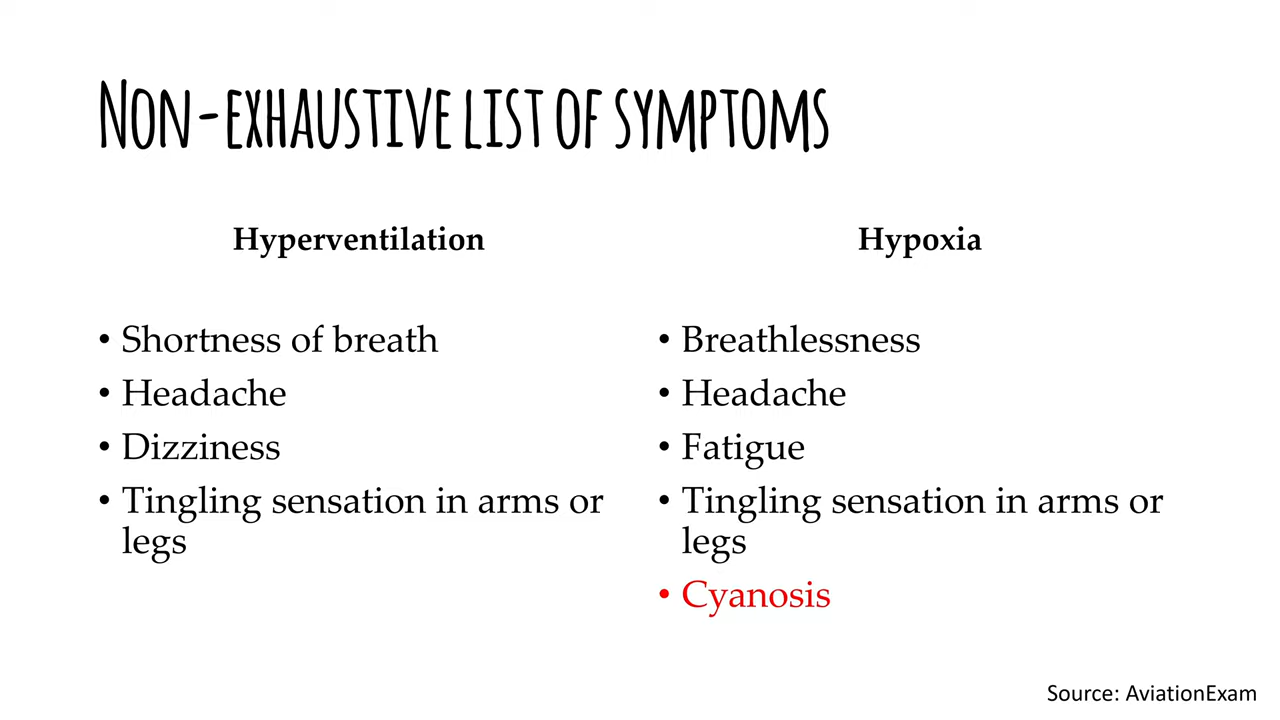 Non-exhaustive list of symptoms
Hyperventilation
• Shortness of breath
• Headache
• Dizziness
• Tingling sensation in arms or
legs
Hypoxia
• Breathlessness
• Headache
• Fatigue
• Tingling sensation in arms or
legs
• Cyanosis
Source: AviationExam